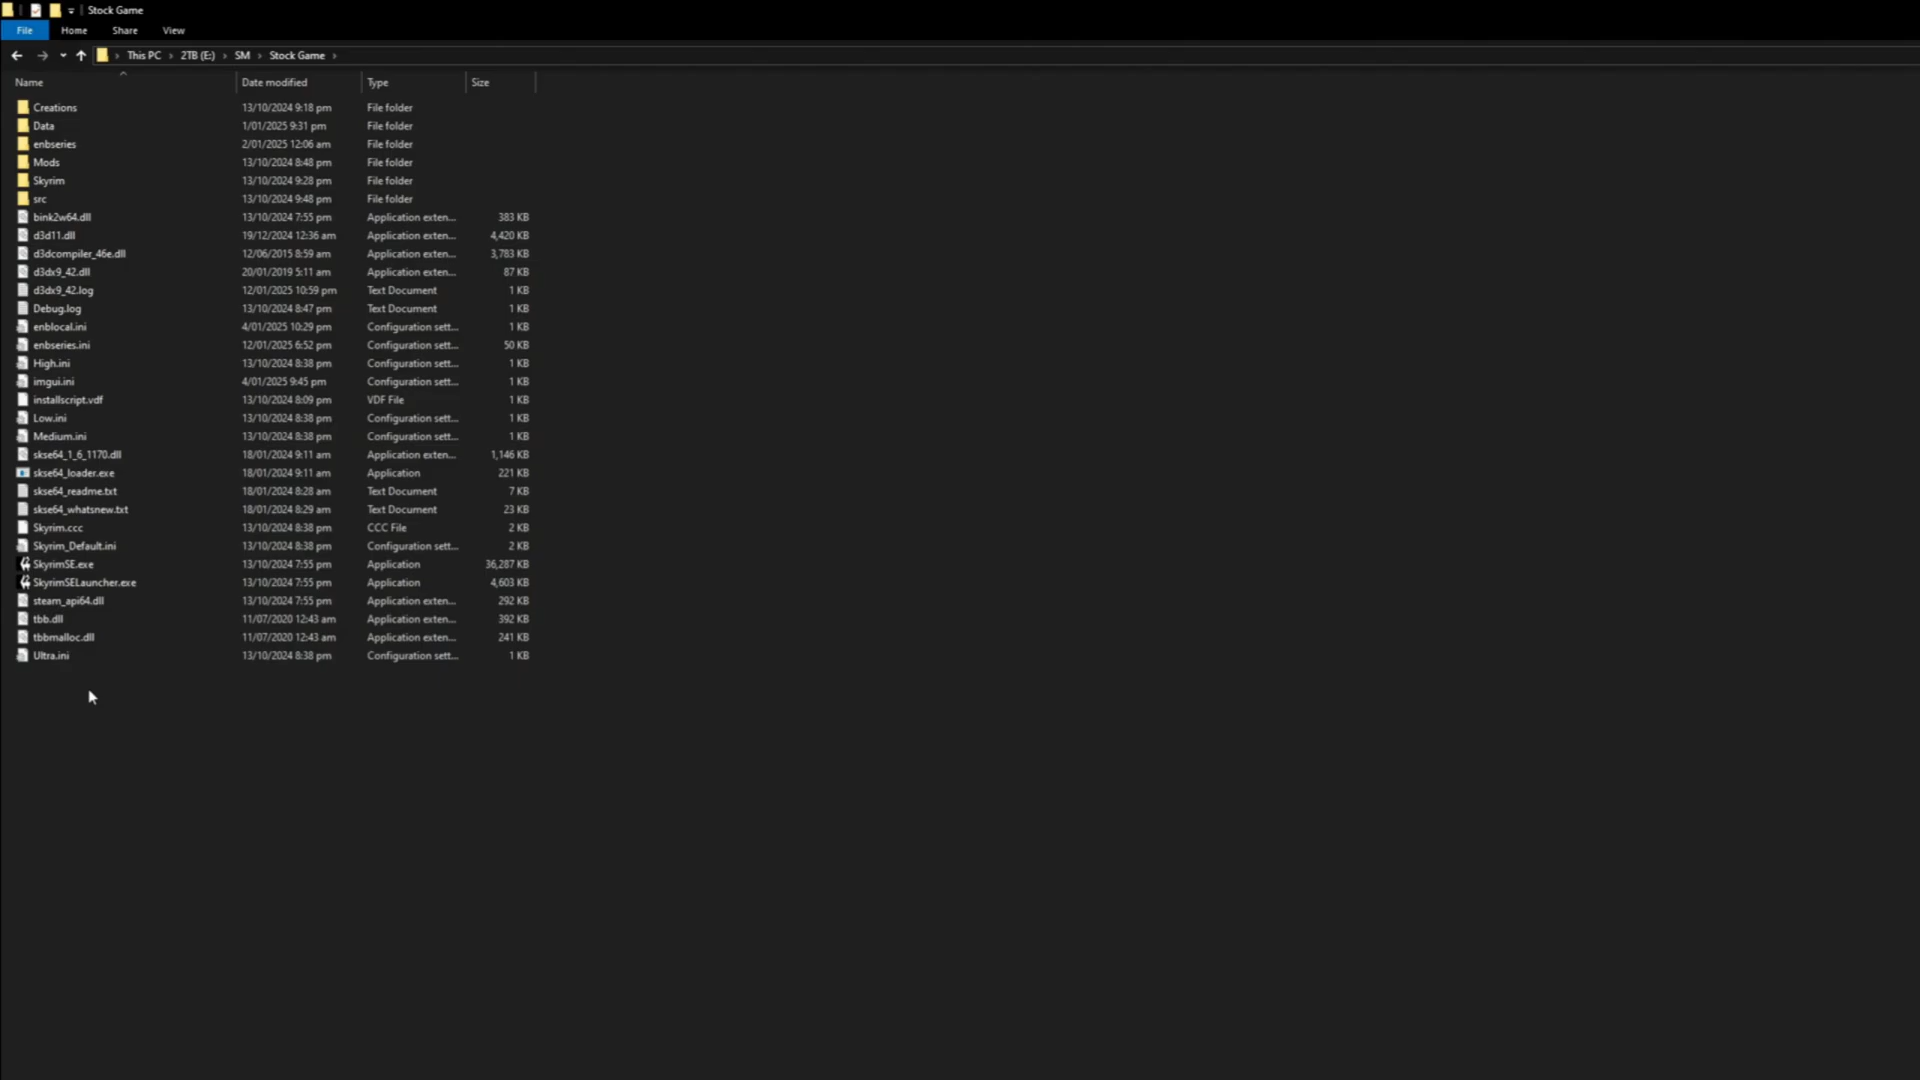 Stock Game
File Home Share View
This PC 2TB (E:) SM Stock Game
Name Date modified Type Size
Creations 13/10/2024 9:18 pm File folder
Data 1/01/2025 9:31 pm File folder
enbseries 2/01/2025 12:06 am File folder
Mods 13/10/2024 8:48 pm File folder
Skyrim 13/10/2024 9:28 pm File folder
src 13/10/2024 9:48 pm File folder
bink2w64.dll 13/10/2024 7:55 pm Application exten... 383 KB
d3d11.dll 19/12/2024 12:36 am Application exten... 4,420 KB
d3dcompiler_46e.dll 12/06/2015 8:59 am Application exten... 3,783 KB
d3dx9_42.dll 20/01/2019 5:11 am Application exten... 87 KB
d3dx9_42.log 12/01/2025 10:59 pm Text Document 1 KB
Debug.log 13/10/2024 8:47 pm Text Document 1 KB
enblocal.ini 4/01/2025 10:29 pm Configuration sett... 1 KB
enbseries.ini 12/01/2025 6:52 pm Configuration sett... 50 KB
High.ini 13/10/2024 8:38 pm Configuration sett... 1 KB
imgui.ini 4/01/2025 9:45 pm Configuration sett... 1 KB
installscript.vdf 13/10/2024 8:09 pm VDF File 1 KB
Low.ini 13/10/2024 8:38 pm Configuration sett... 1 KB
Medium.ini 13/10/2024 8:38 pm Configuration sett... 1 KB
skse64_1_6_1170.dll 18/01/2024 9:11 am Application exten... 1,146 KB
skse64_loader.exe 18/01/2024 9:11 am Application 221 KB
skse64_readme.txt 18/01/2024 8:28 am Text Document 7 KB
skse64_whatsnew.txt 18/01/2024 8:29 am Text Document 23 KB
Skyrim.ccc 13/10/2024 8:38 pm CCC File 2 KB
Skyrim_Default.ini 13/10/2024 8:38 pm Configuration sett... 2 KB
SkyrimSE.exe 13/10/2024 7:55 pm Application 36,287 KB
SkyrimSELauncher.exe 13/10/2024 7:55 pm Application 4,603 KB
steam_api64.dll 13/10/2024 7:55 pm Application exten... 292 KB
tbb.dll 11/07/2020 12:43 am Application exten... 392 KB
tbbmalloc.dll 11/07/2020 12:43 am Application exten... 241 KB
Ultra.ini 13/10/2024 8:38 pm Configuration sett... 1 KB